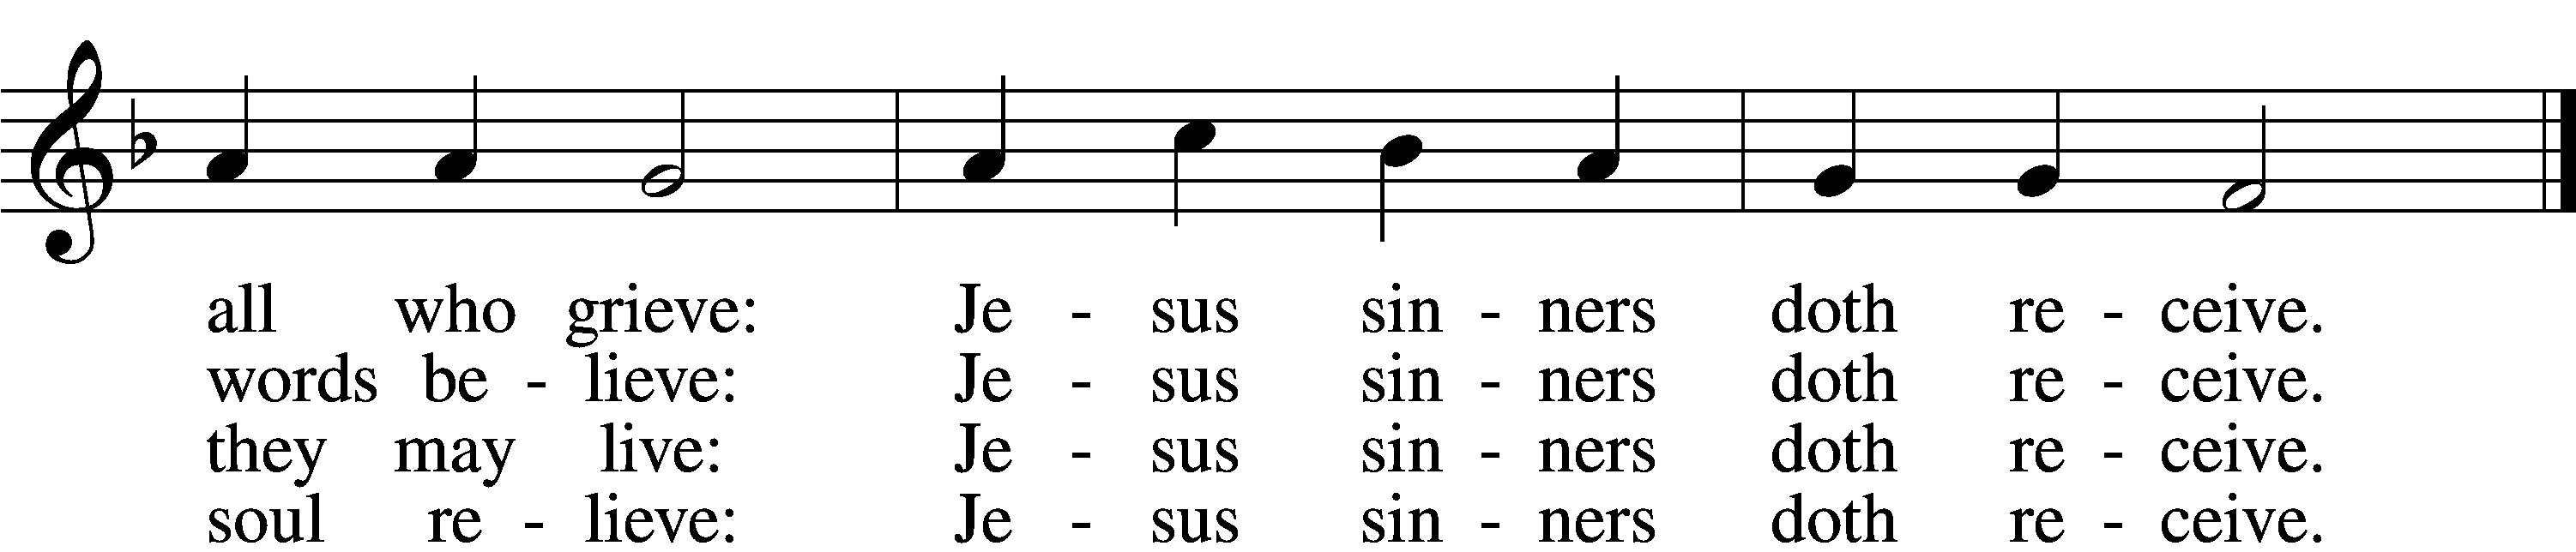 all who grieve: Je - sus sin - ners doth re - ceive.
words be - lieve: Je - sus sin - ners doth re - ceive.
they may live: Je - sus sin - ners doth re - ceive.
soul re - lieve: Je - sus sin - ners doth re - ceive.